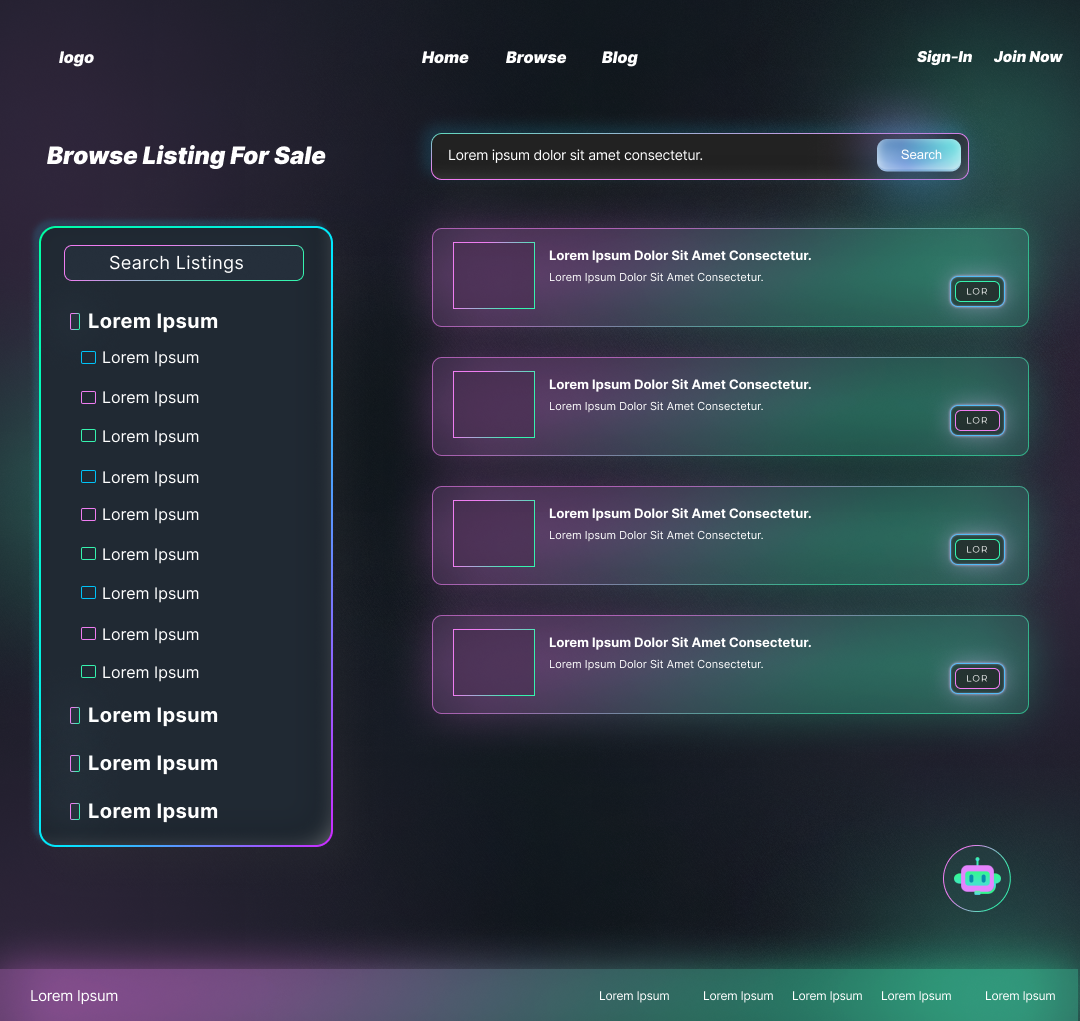 logo
Home Browse Blog
Sign-In Join Now
Browse Listing For Sale
Lorem ipsum dolor sit amet consectetur.
Search
Search Listings
Lorem Ipsum
Lorem Ipsum
Lorem Ipsum
Lorem Ipsum
Lorem Ipsum
Lorem Ipsum
Lorem Ipsum
Lorem Ipsum
Lorem Ipsum
Lorem Ipsum
Lorem Ipsum
Lorem Ipsum
Lorem Ipsum
Lorem Ipsum Dolor Sit Amet Consectetur.
Lorem Ipsum Dolor Sit Amet Consectetur.
LOR
Lorem Ipsum Dolor Sit Amet Consectetur.
Lorem Ipsum Dolor Sit Amet Consectetur.
LOR
Lorem Ipsum Dolor Sit Amet Consectetur.
Lorem Ipsum Dolor Sit Amet Consectetur.
LOR
Lorem Ipsum Dolor Sit Amet Consectetur.
Lorem Ipsum Dolor Sit Amet Consectetur.
LOR
Lorem Ipsum
Lorem Ipsum Lorem Ipsum Lorem Ipsum Lorem Ipsum Lorem Ipsum